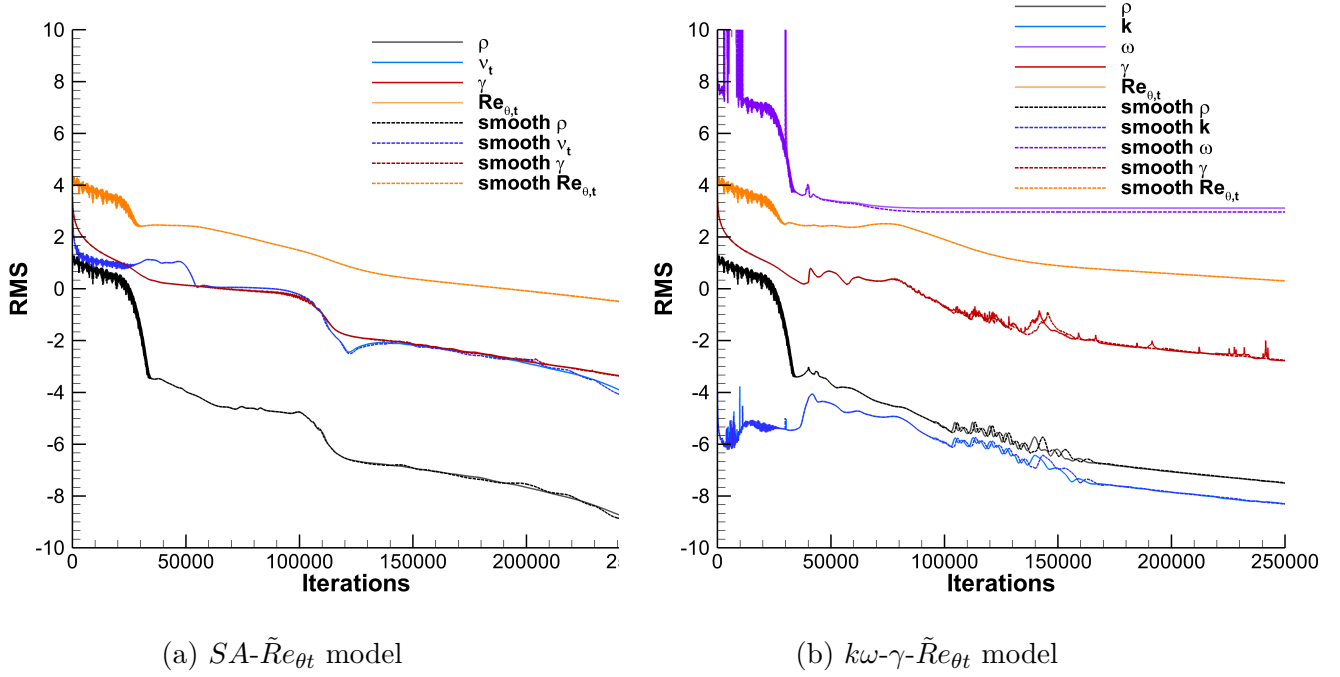 10
8
6
4
2
0
-2
-4
-6
-8
-10
RMS
0 50000 100000 150000 200000 2:
Iterations
ρ
ν_t
γ
Re_θ,t
smooth ρ
smooth ν_t
smooth γ
smooth Re_θ,t
(a) SA-R̃e_θt model
10
8
6
4
2
0
-2
-4
-6
-8
-10
RMS
0 50000 100000 150000 200000 250000
Iterations
ρ
k
ω
γ
Re_θ,t
smooth ρ
smooth k
smooth ω
smooth γ
smooth Re_θ,t
(b) kω-γ-R̃e_θt model